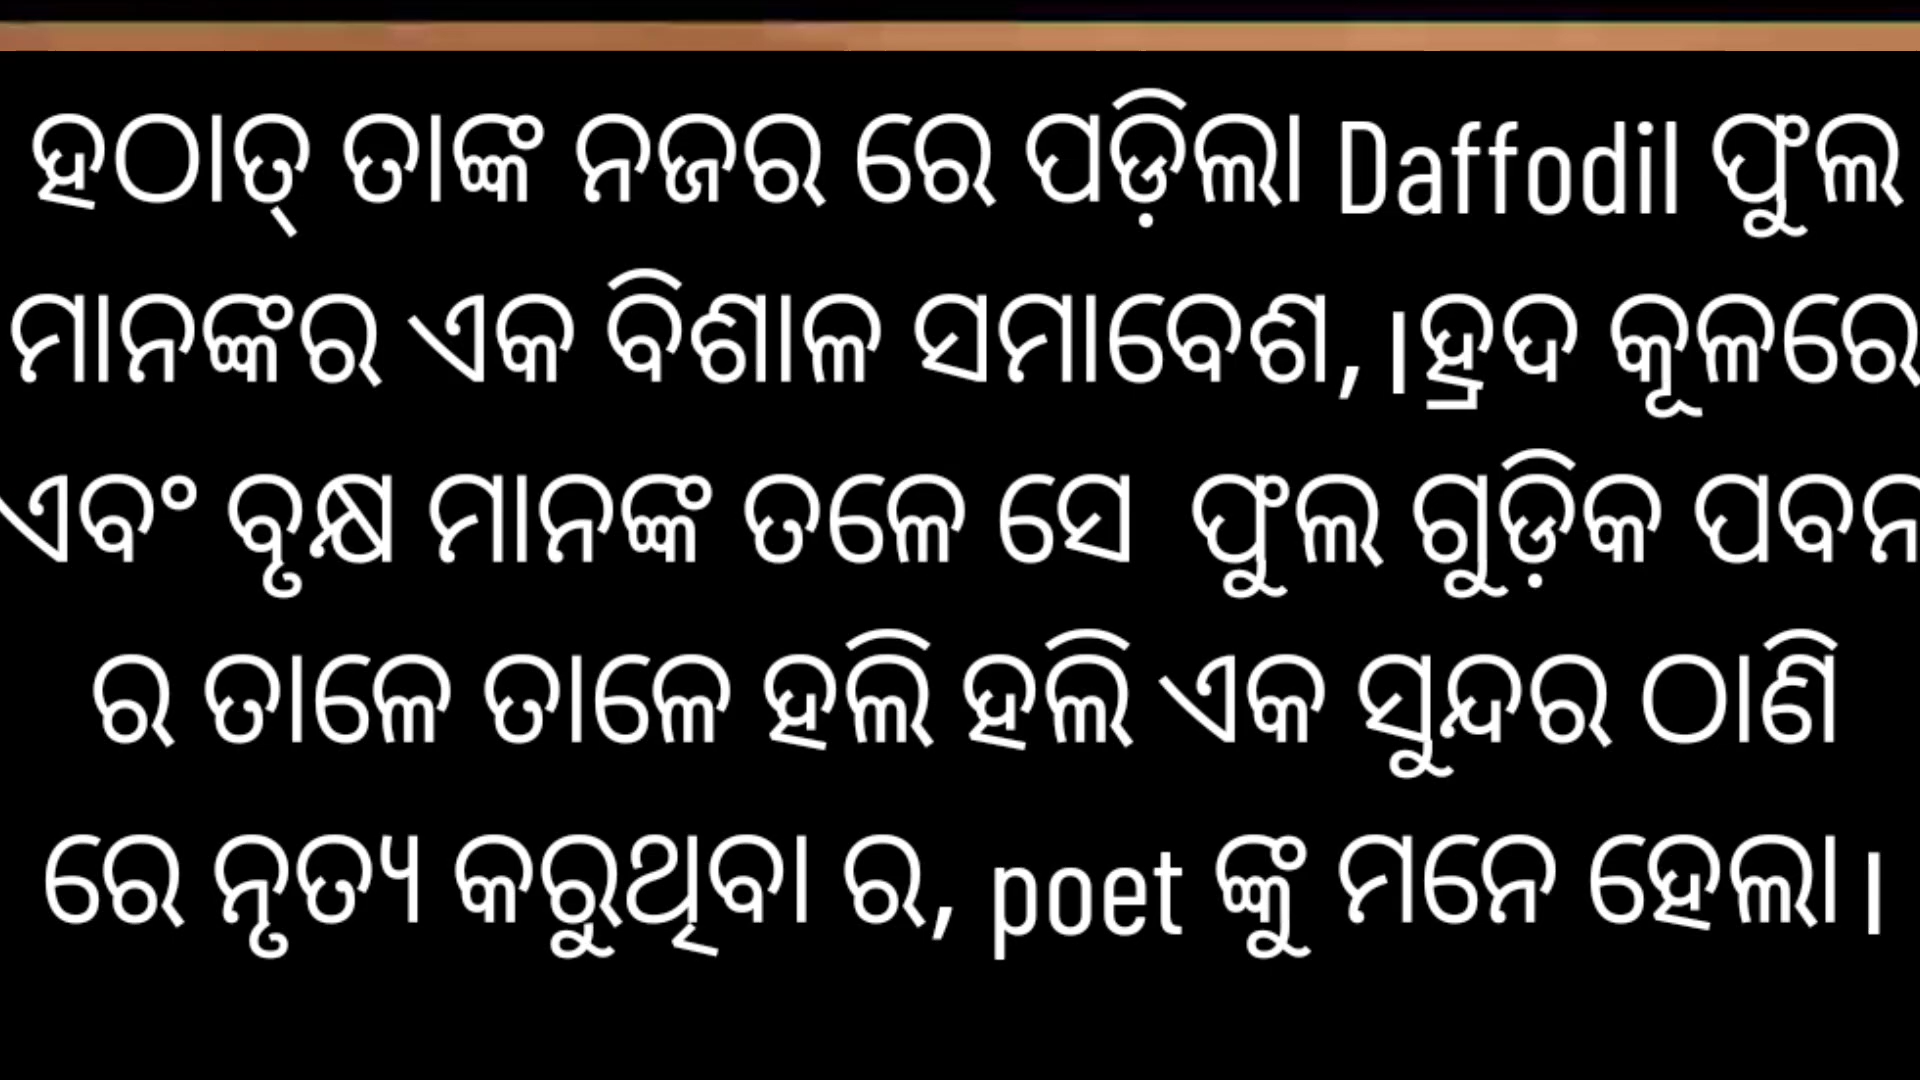 ହଠାତ୍ ତାଙ୍କ ନଜର ରେ ପଡ଼ିଲା Daffodil ଫୁଲ
ମାନଙ୍କର ଏକ ବିଶାଳ ସମାବେଶ,।ହ୍ରଦ କୂଳରେ
ଏବଂ ବୃକ୍ଷ ମାନଙ୍କ ତଳେ ସେ ଫୁଲ ଗୁଡ଼ିକ ପବନ
ର ତାଳେ ତାଳେ ହଲି ହଲି ଏକ ସୁନ୍ଦର ଠାଣି
ରେ ନୃତ୍ୟ କରୁଥିବା ର, poet ଙ୍କୁ ମନେ ହେଲା।